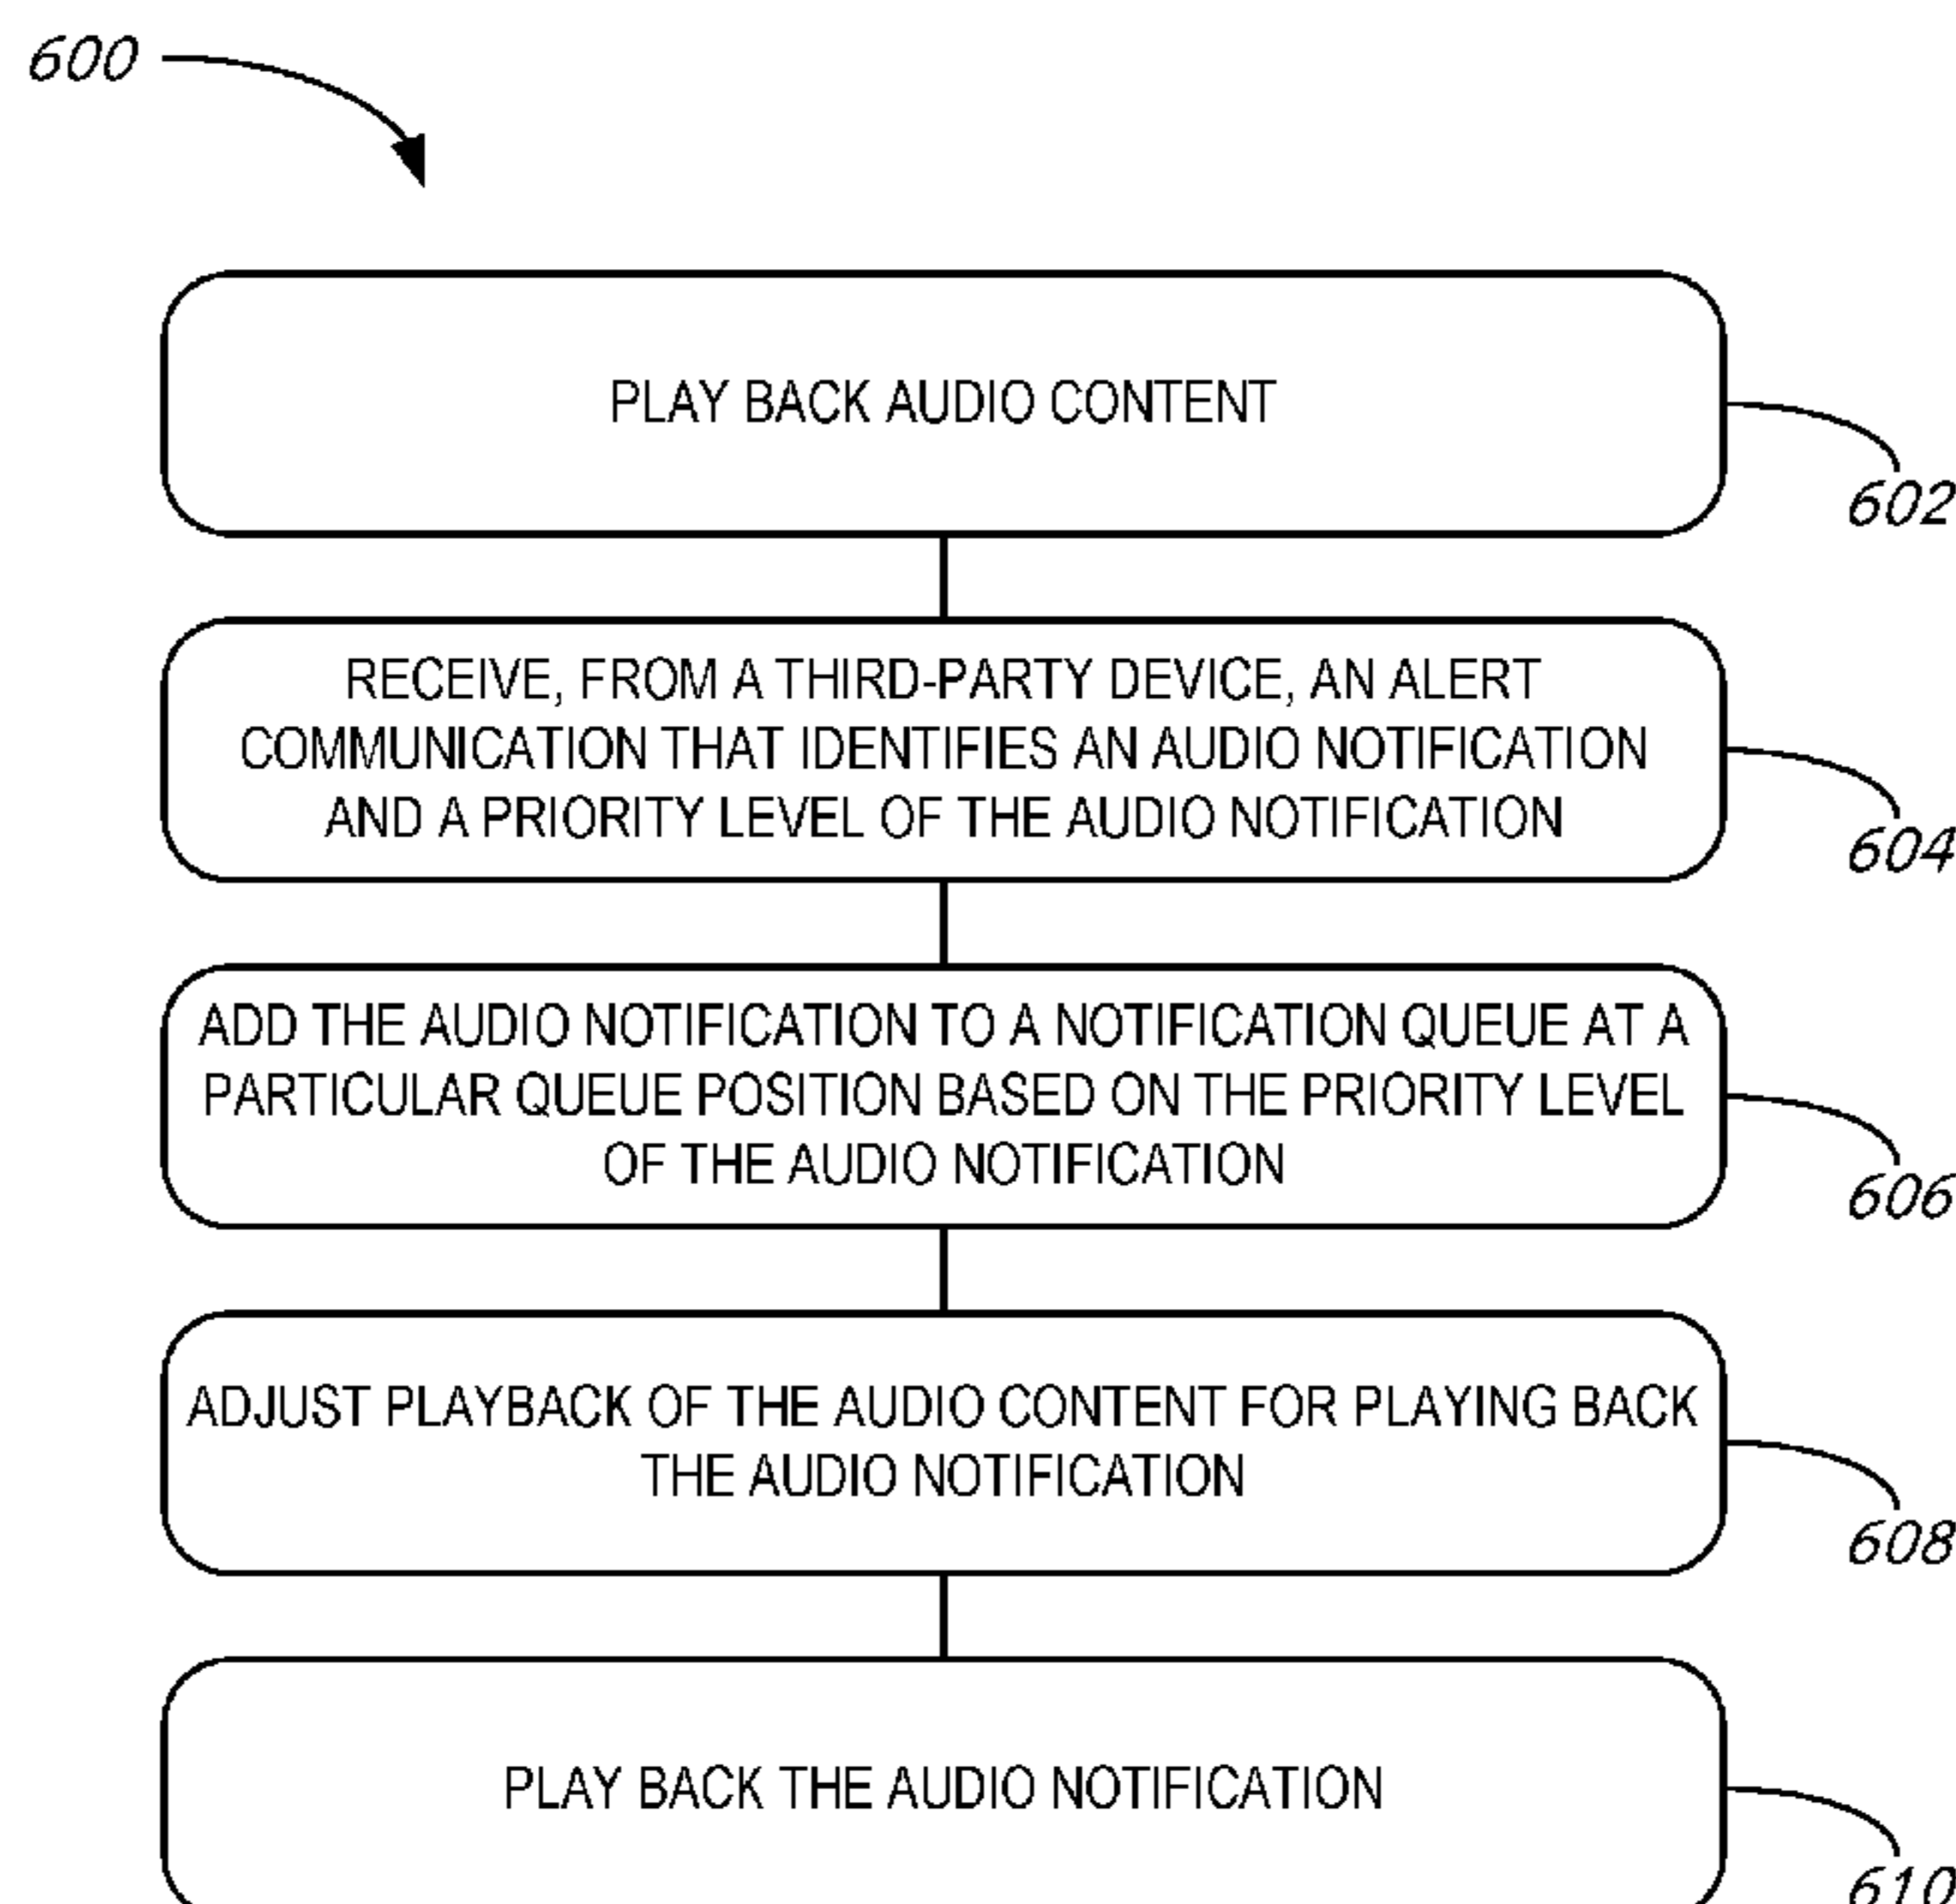 600
PLAY BACK AUDIO CONTENT
602
RECEIVE, FROM A THIRD-PARTY DEVICE, AN ALERT
COMMUNICATION THAT IDENTIFIES AN AUDIO NOTIFICATION
AND A PRIORITY LEVEL OF THE AUDIO NOTIFICATION
604
ADD THE AUDIO NOTIFICATION TO A NOTIFICATION QUEUE AT A
PARTICULAR QUEUE POSITION BASED ON THE PRIORITY LEVEL
OF THE AUDIO NOTIFICATION
606
ADJUST PLAYBACK OF THE AUDIO CONTENT FOR PLAYING BACK
THE AUDIO NOTIFICATION
608
PLAY BACK THE AUDIO NOTIFICATION
610